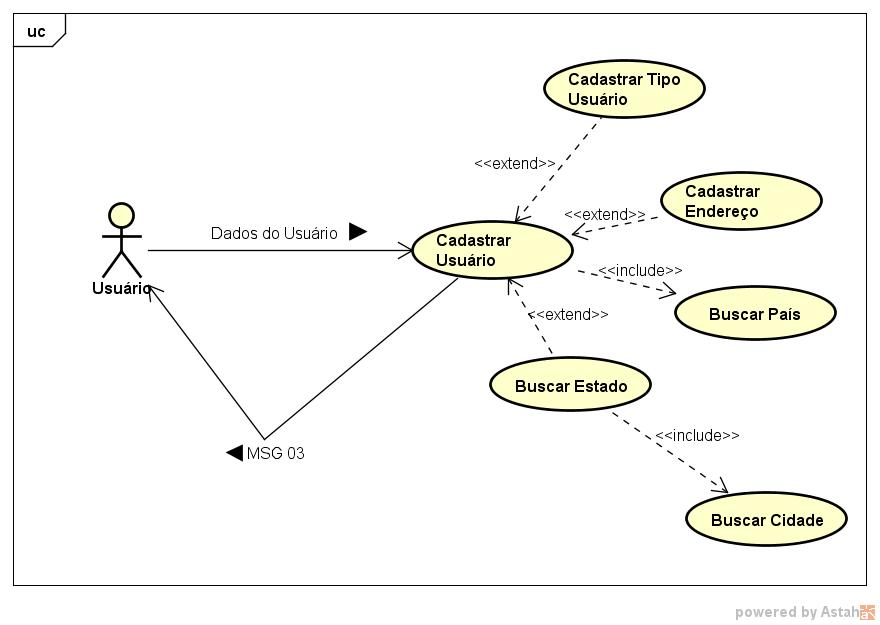 uc
Cadastrar Tipo
Usuário
<<extend>>
Cadastrar
Endereço
<<extend>>
Dados do Usuário ▶
Cadastrar
Usuário
<<include>>
Usuário
Buscar País
<<extend>>
Buscar Estado
<<include>>
◀ MSG 03
Buscar Cidade
powered by Astah